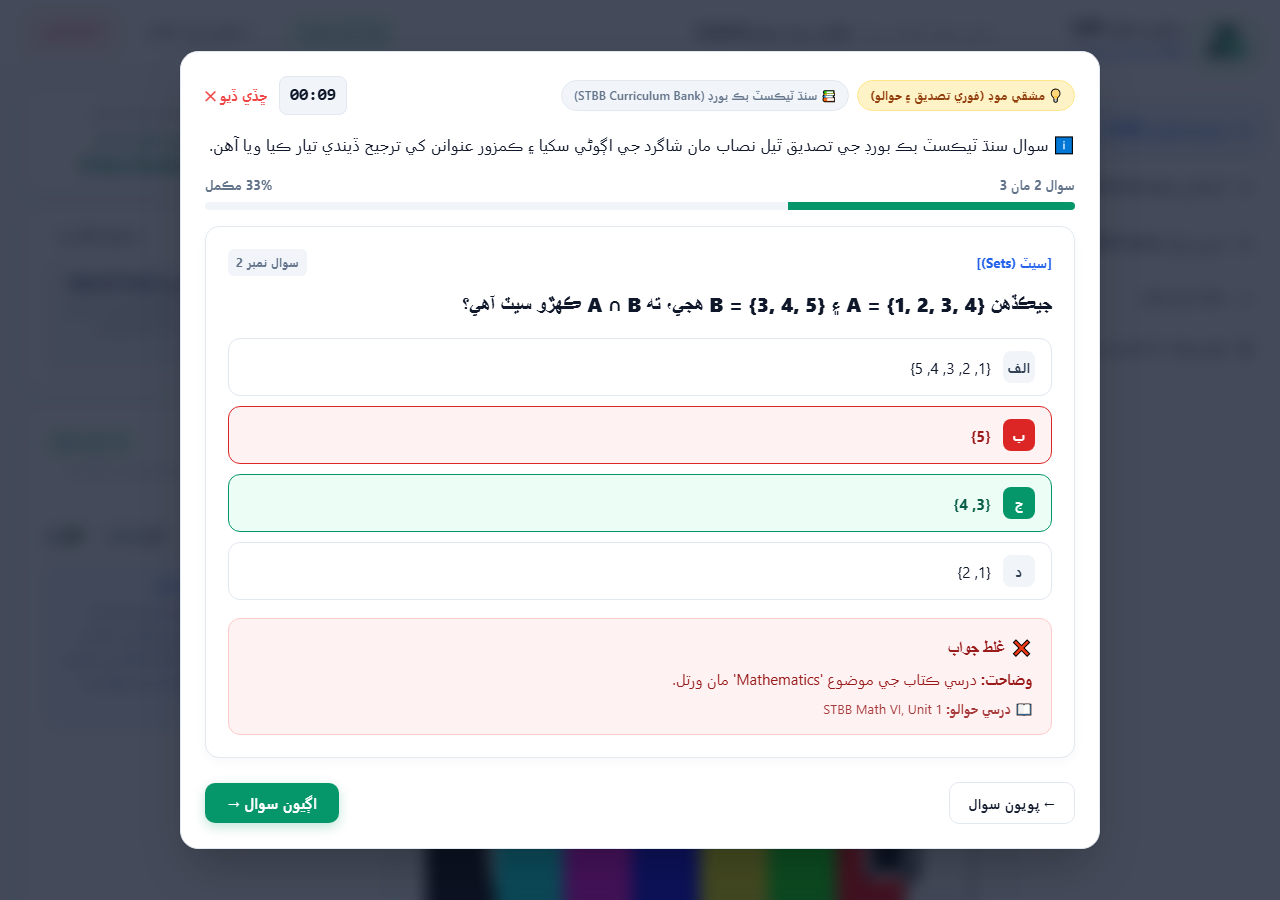 💡 مشقي موڊ (فوري تصديق ۽ حوالو)
📚 سنڌ ٽيڪسٽ بڪ بورڊ (STBB Curriculum Bank)
00:09
ڇڏي ڏيو ✕
ℹ️ سوال سنڌ ٽيڪسٽ بڪ بورڊ جي تصديق ٿيل نصاب مان شاگرد جي اڳوڻي سکيا ۽ ڪمزور عنوانن کي ترجيح ڏيندي تيار ڪيا ويا آهن.
سوال 2 مان 3
33% مڪمل
[سيٽ (Sets)]
سوال نمبر 2
جيڪڏهن A = {1, 2, 3, 4} ۽ B = {3, 4, 5} هجي، ته A ∩ B ڪهڙو سيٽ آهي؟
الف {1, 2, 3, 4, 5}
ب {5}
ج {3, 4}
د {1, 2}
❌ غلط جواب
وضاحت: درسي ڪتاب جي موضوع 'Mathematics' مان ورتل.
📖 درسي حوالو: STBB Math VI, Unit 1
← پويون سوال
اڳيون سوال →